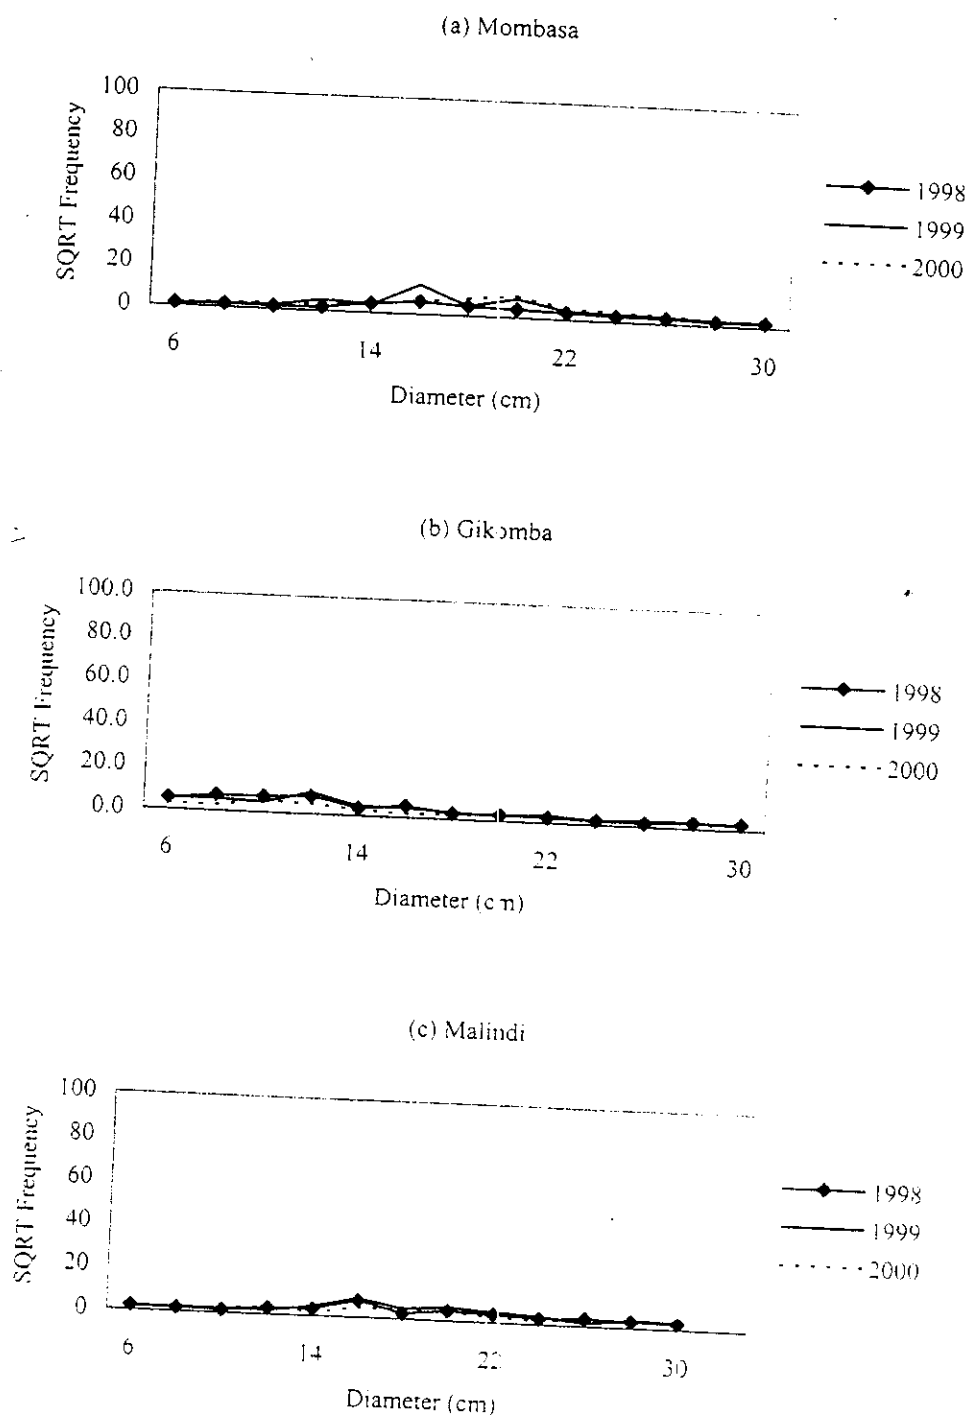 (a) Mombasa
SQRT Frequency
100
80
60
40
20
0
6 14 22 30
Diameter (cm)
1998
1999
2000
(b) Gikomba
SQRT Frequency
100.0
80.0
60.0
40.0
20.0
0.0
6 14 22 30
Diameter (cm)
1998
1999
2000
(c) Malindi
SQRT Frequency
100
80
60
40
20
0
6 14 22 30
Diameter (cm)
1998
1999
2000